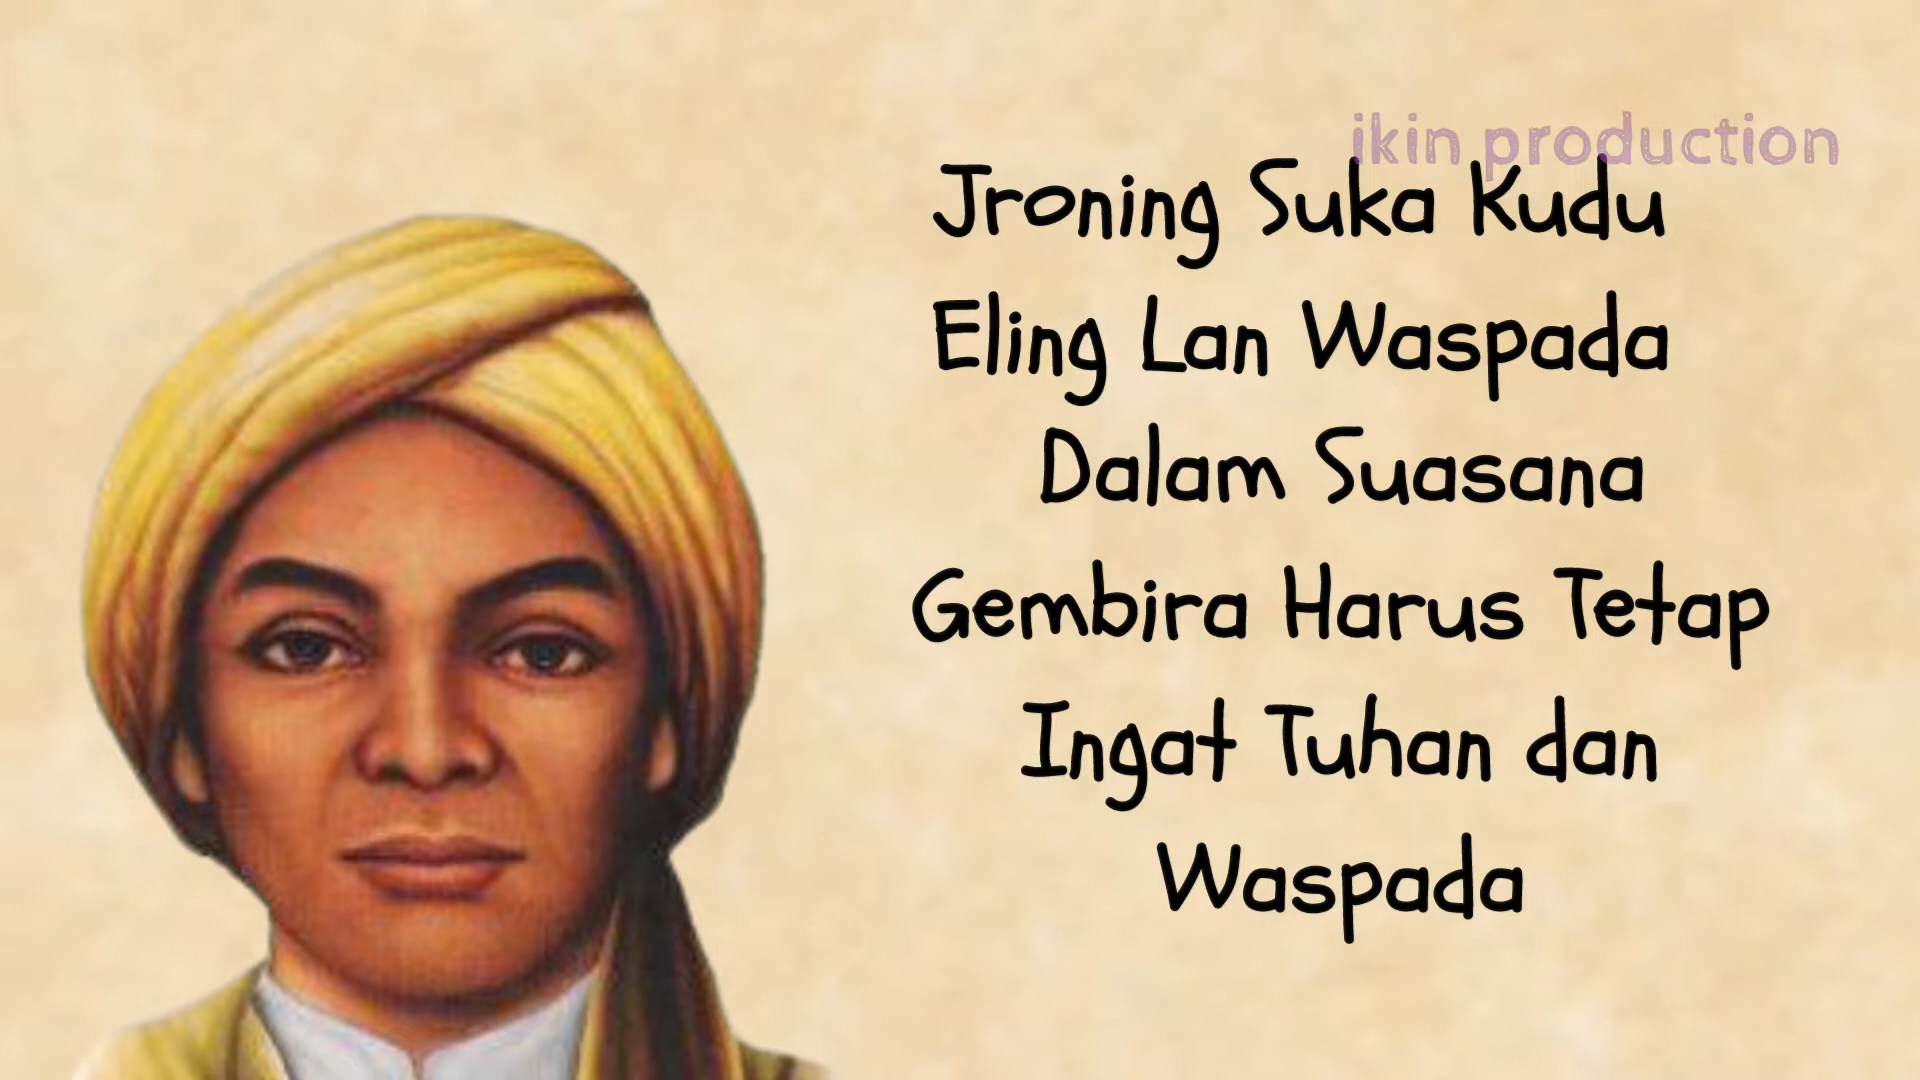 ikin production
Jroning Suka Kudu
Eling Lan Waspada
Dalam Suasana
Gembira Harus Tetap
Ingat Tuhan dan
Waspada